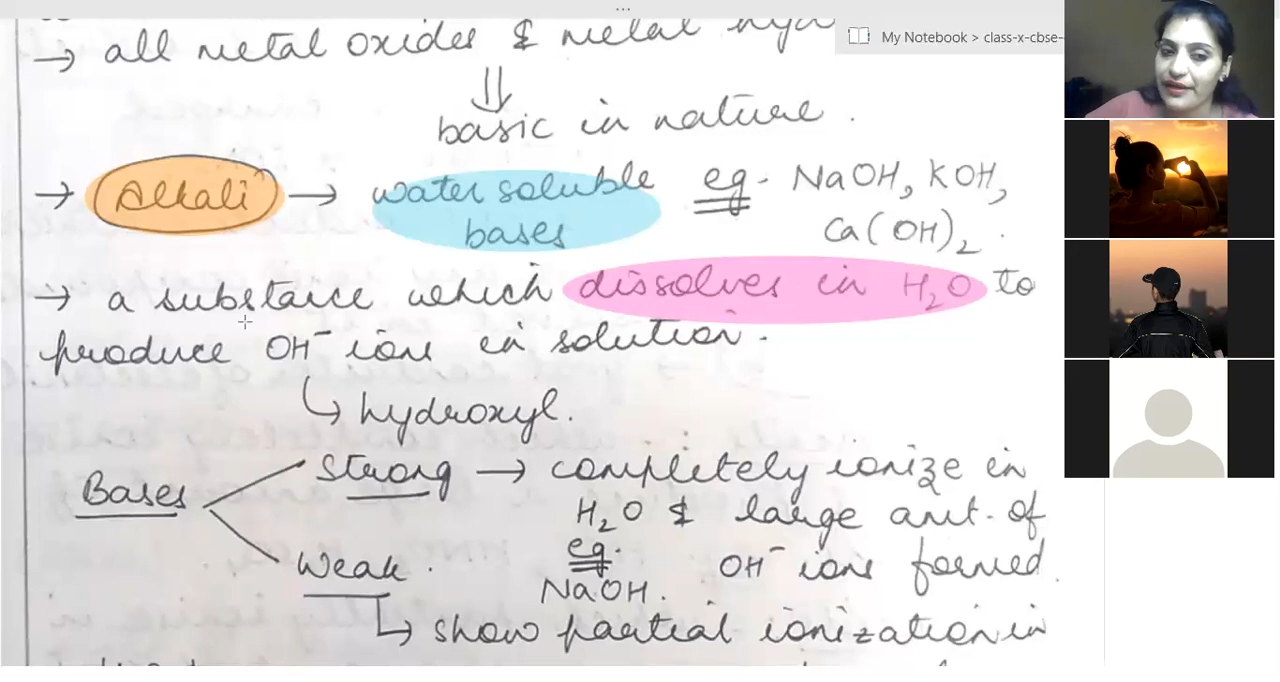 ...
My Notebook > class-x-cbse-
→ all metal oxides & metal hyd
⇓
basic in nature.
→ Alkali → water soluble eg. NaOH, KOH,
bases Ca(OH)2.
→ a substance which dissolves in H2O to
produce OH⁻ ions in solution.
↳ hydroxyl.
Bases
Strong → completely ionize in
H2O & large amt. of
eg. OH⁻ ions formed.
NaOH.
Weak.
↳ show partial ionization in